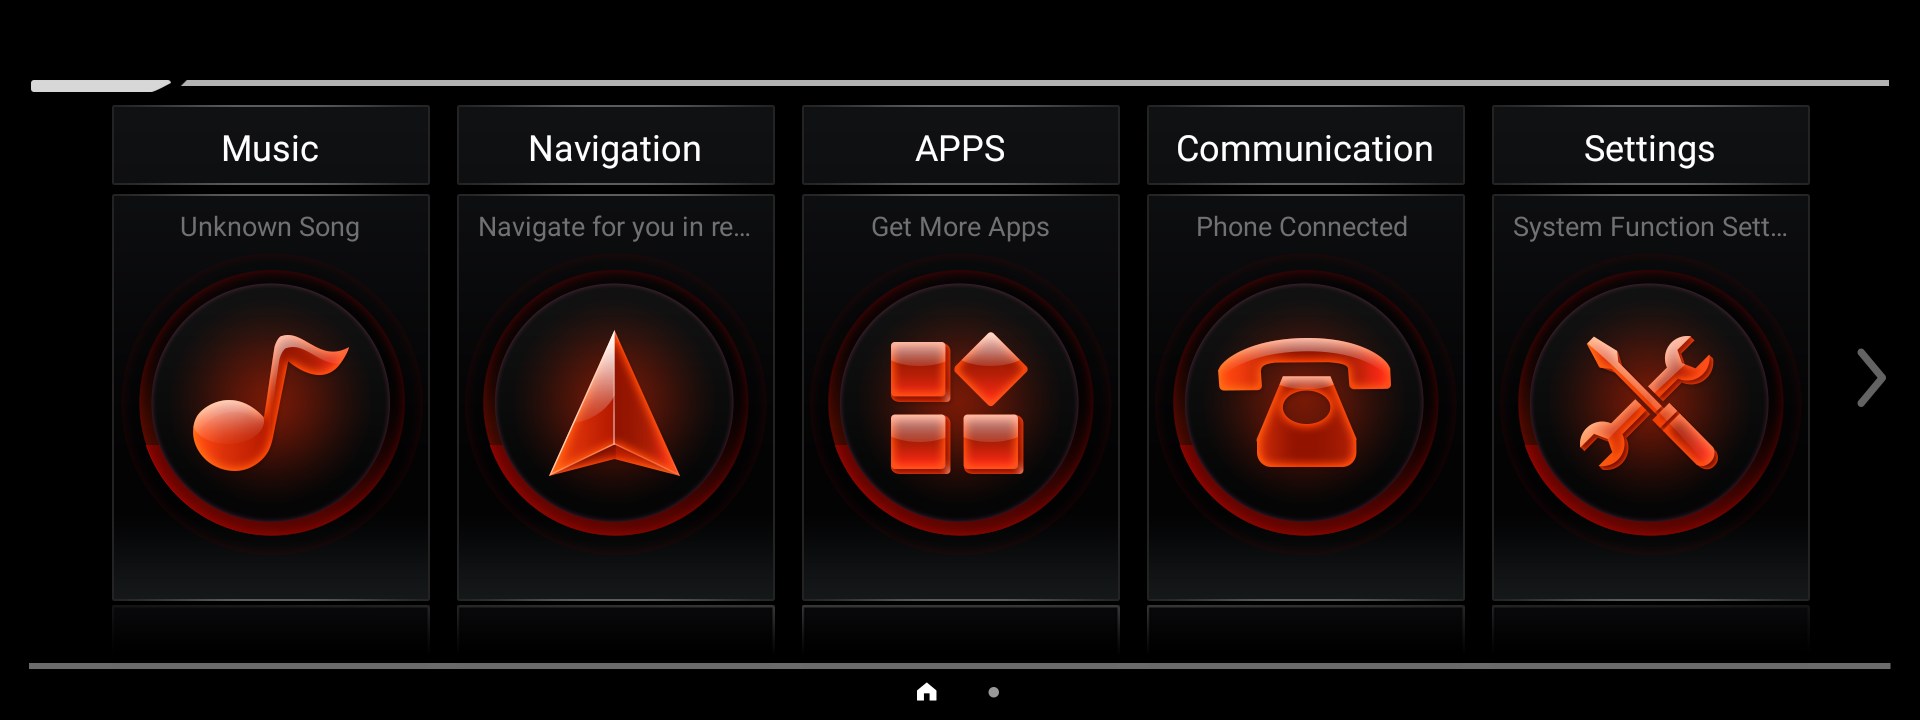 Music
Navigation
APPS
Communication
Settings
Unknown Song
Navigate for you in re...
Get More Apps
Phone Connected
System Function Sett...